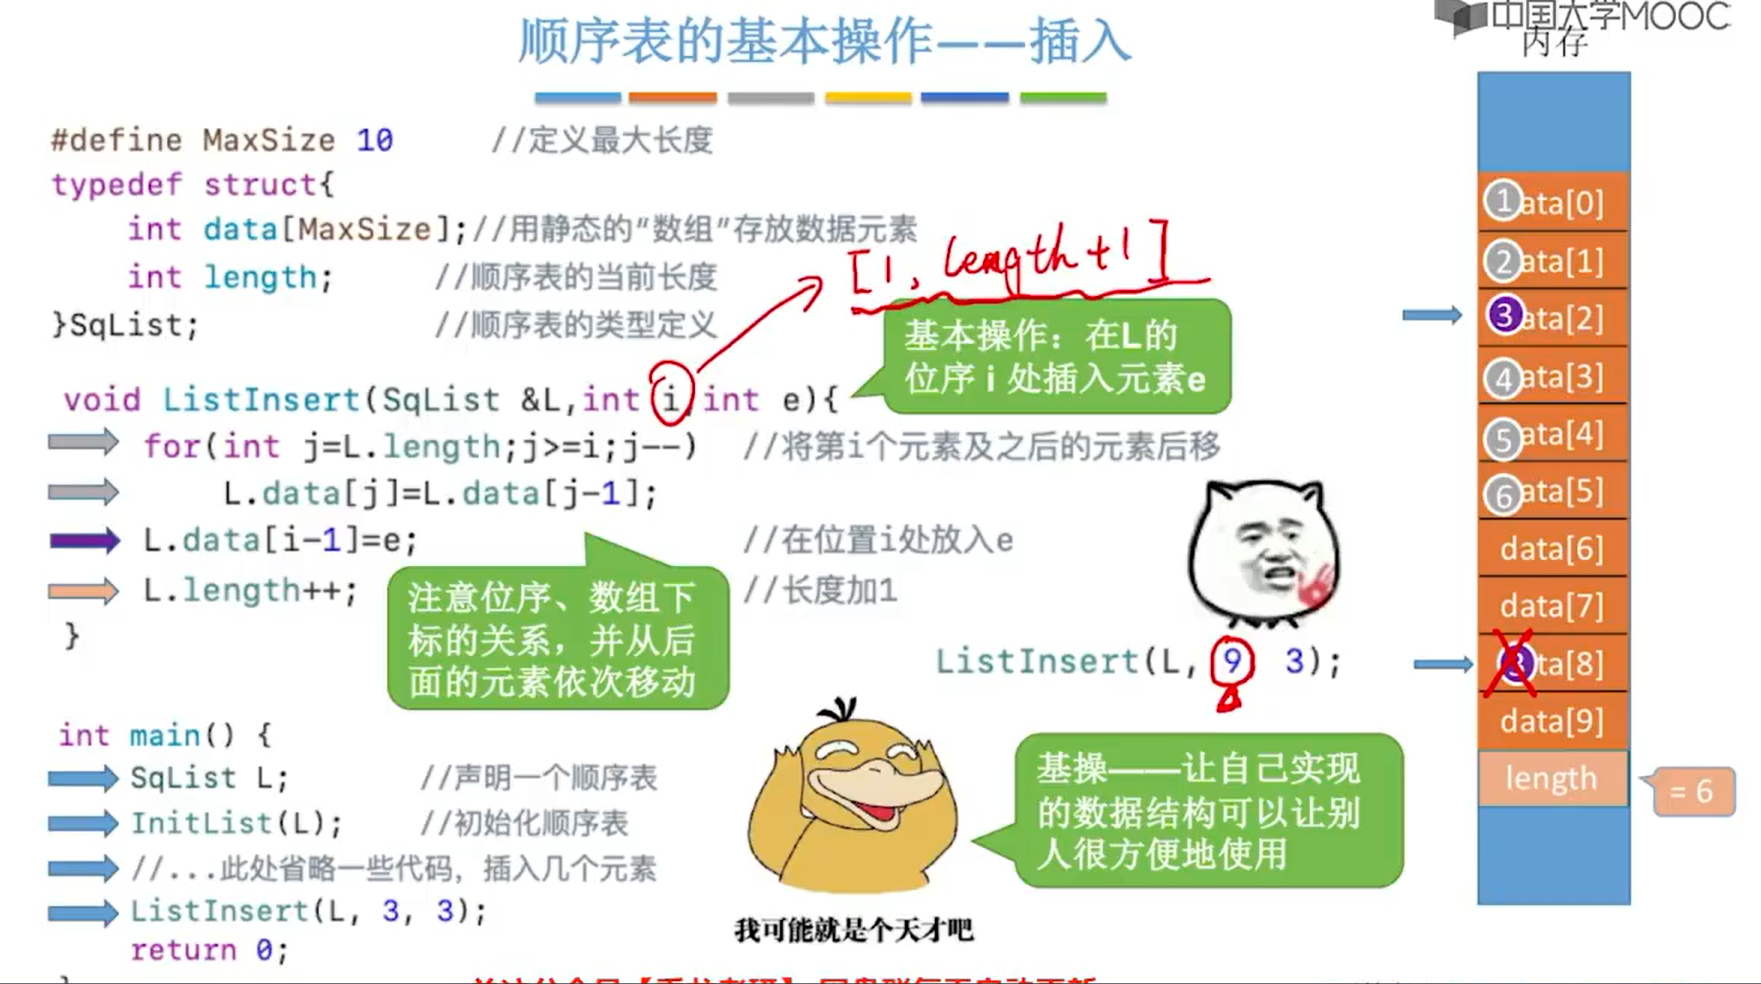 顺序表的基本操作——插入
中国大学MOOC
内存
#define MaxSize 10 //定义最大长度
typedef struct{
int data[MaxSize];//用静态的“数组”存放数据元素
int length; //顺序表的当前长度
}SqList; //顺序表的类型定义
[1, length+1]
基本操作：在L的
位序 i 处插入元素e
void ListInsert(SqList &L,int i,int e){
for(int j=L.length;j>=i;j--) //将第i个元素及之后的元素后移
L.data[j]=L.data[j-1];
L.data[i-1]=e; //在位置i处放入e
L.length++; //长度加1
}
注意位序、数组下
标的关系，并从后
面的元素依次移动
ListInsert(L, 9 3);
int main() {
SqList L; //声明一个顺序表
InitList(L); //初始化顺序表
//...此处省略一些代码，插入几个元素
ListInsert(L, 3, 3);
return 0;
我可能就是个天才吧
基操——让自己实现
的数据结构可以让别
人很方便地使用
1 ata[0]
2 ata[1]
3 ata[2]
4 ata[3]
5 ata[4]
6 ata[5]
data[6]
data[7]
3 ta[8]
data[9]
length
= 6